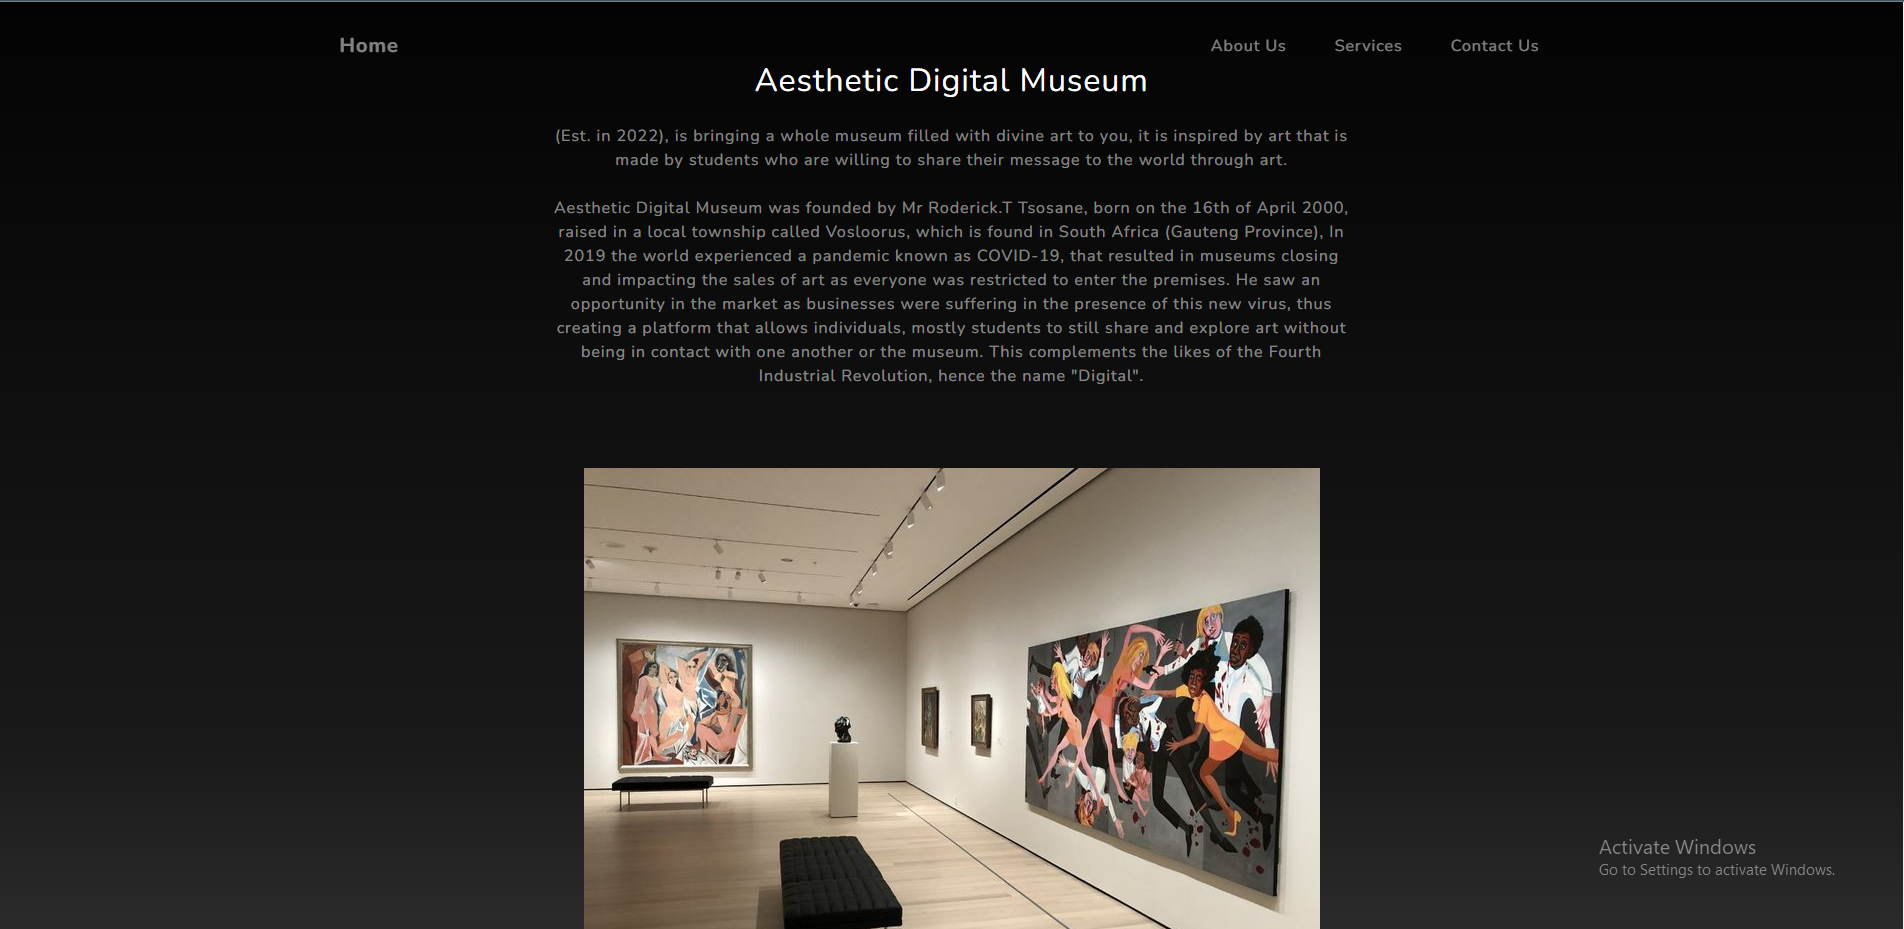 Home
About Us
Services
Contact Us
Aesthetic Digital Museum
(Est. in 2022), is bringing a whole museum filled with divine art to you, it is inspired by art that is
made by students who are willing to share their message to the world through art.
Aesthetic Digital Museum was founded by Mr Roderick.T Tsosane, born on the 16th of April 2000,
raised in a local township called Vosloorus, which is found in South Africa (Gauteng Province), In
2019 the world experienced a pandemic known as COVID-19, that resulted in museums closing
and impacting the sales of art as everyone was restricted to enter the premises. He saw an
opportunity in the market as businesses were suffering in the presence of this new virus, thus
creating a platform that allows individuals, mostly students to still share and explore art without
being in contact with one another or the museum. This complements the likes of the Fourth
Industrial Revolution, hence the name "Digital".
Activate Windows
Go to Settings to activate Windows.